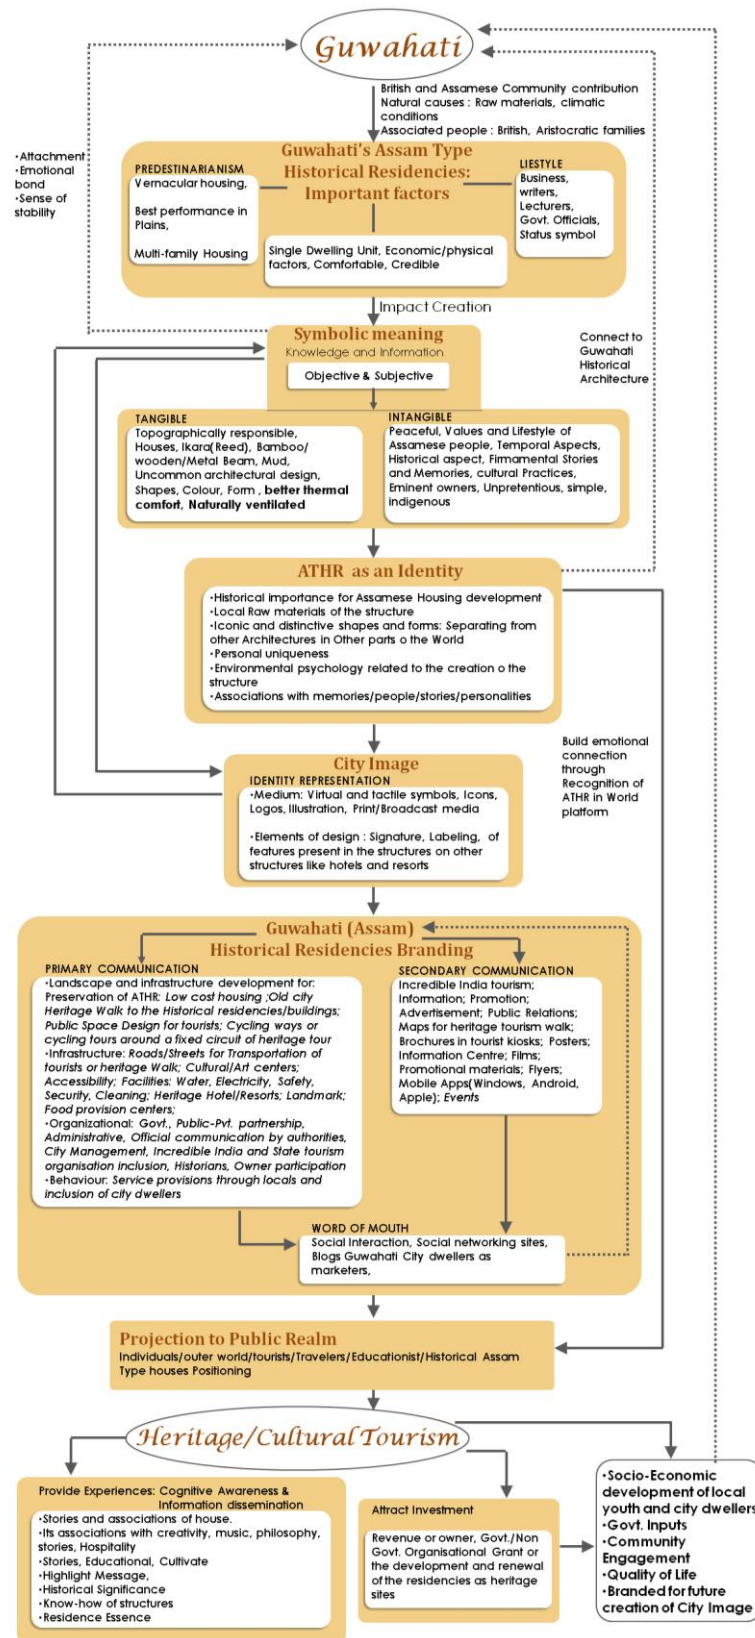 Guwahati
British and Assamese Community contribution
Natural causes : Raw materials, climatic
conditions
Associated people : British, Aristocratic families
•Attachment
•Emotional
bond
•Sense of
stability
Guwahati's Assam Type
Historical Residencies:
Important factors
PREDESTINARIANISM
Vernacular housing,
Best performance in
Plains,
Multi-family Housing
LIESTYLE
Business,
writers,
Lecturers,
Govt. Officials,
Status symbol
Single Dwelling Unit, Economic/physical
factors, Comfortable, Credible
Impact Creation
Symbolic meaning
Knowledge and Information
Objective & Subjective
Connect to
Guwahati
Historical
Architecture
TANGIBLE
Topographically responsible,
Houses, Ikara(Reed), Bamboo/
wooden/Metal Beam, Mud,
Uncommon architectural design,
Shapes, Colour, Form , better thermal
comfort, Naturally ventilated
INTANGIBLE
Peaceful, Values and Lifestyle of
Assamese people, Temporal Aspects,
Historical aspect, Firmamental Stories
and Memories, cultural Practices,
Eminent owners, Unpretentious, simple,
indigenous
ATHR as an Identity
•Historical importance for Assamese Housing development
•Local Raw materials of the structure
•Iconic and distinctive shapes and forms: Separating from
other Architectures in Other parts o the World
•Personal uniqueness
•Environmental psychology related to the creation o the
structure
•Associations with memories/people/stories/personalities
City Image
IDENTITY REPRESENTATION
•Medium: Virtual and tactile symbols, Icons,
Logos, Illustration, Print/Broadcast media
•Elements of design : Signature, Labeling, of
features present in the structures on other
structures like hotels and resorts
Build emotional
connection
through
Recognition of
ATHR in World
platform
Guwahati (Assam)
Historical Residencies Branding
PRIMARY COMMUNICATION
•Landscape and infrastructure development for:
Preservation of ATHR: Low cost housing ;Old city
Heritage Walk to the Historical residencies/buildings;
Public Space Design for tourists; Cycling ways or
cycling tours around a fixed circuit of heritage tour
•Infrastructure: Roads/Streets for Transportation of
tourists or heritage Walk; Cultural/Art centers;
Accessibility; Facilities: Water, Electricity, Safety,
Security, Cleaning; Heritage Hotel/Resorts; Landmark;
Food provision centers;
•Organizational: Govt., Public-Pvt. partnership,
Administrative, Official communication by authorities,
City Management, Incredible India and State tourism
organisation inclusion, Historians, Owner participation
•Behaviour: Service provisions through locals and
inclusion of city dwellers
SECONDARY COMMUNICATION
Incredible India tourism;
Information; Promotion;
Advertisement; Public Relations;
Maps for heritage tourism walk;
Brochures in tourist kiosks; Posters;
Information Centre; Films;
Promotional materials; Flyers;
Mobile Apps(Windows, Android,
Apple); Events
WORD OF MOUTH
Social Interaction, Social networking sites,
Blogs Guwahati City dwellers as
marketers,
Projection to Public Realm
Individuals/outer world/tourists/Travelers/Educationist/Historical Assam
Type houses Positioning
Heritage/Cultural Tourism
Provide Experiences: Cognitive Awareness &
Information dissemination
•Stories and associations of house.
•Its associations with creativity, music, philosophy,
stories, Hospitality
•Stories, Educational, Cultivate
•Highlight Message,
•Historical Significance
•Know-how of structures
•Residence Essence
Attract Investment
Revenue or owner, Govt./Non
Govt. Organisational Grant or
the development and renewal
of the residencies as heritage
sites
•Socio-Economic
development of local
youth and city dwellers
•Govt. Inputs
•Community
Engagement
•Quality of Life
•Branded for future
creation of City Image